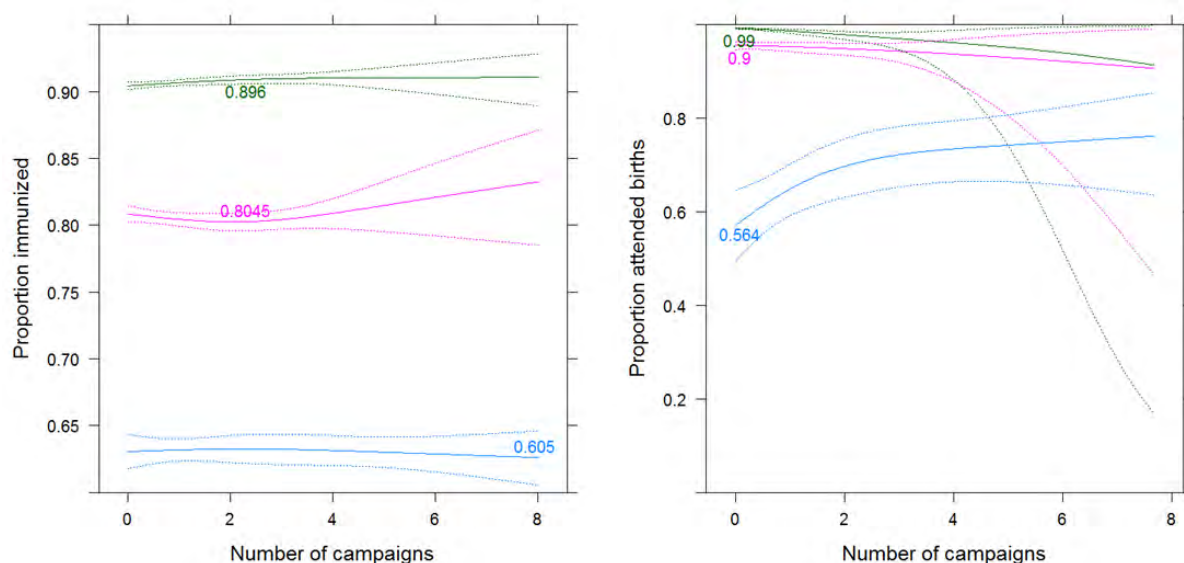 Proportion immunized
0.90
0.85
0.80
0.75
0.70
0.65
0.896
0.8045
0.605
0 2 4 6 8
Number of campaigns
Proportion attended births
0.8
0.6
0.4
0.2
0.99
0.9
0.564
0 2 4 6 8
Number of campaigns